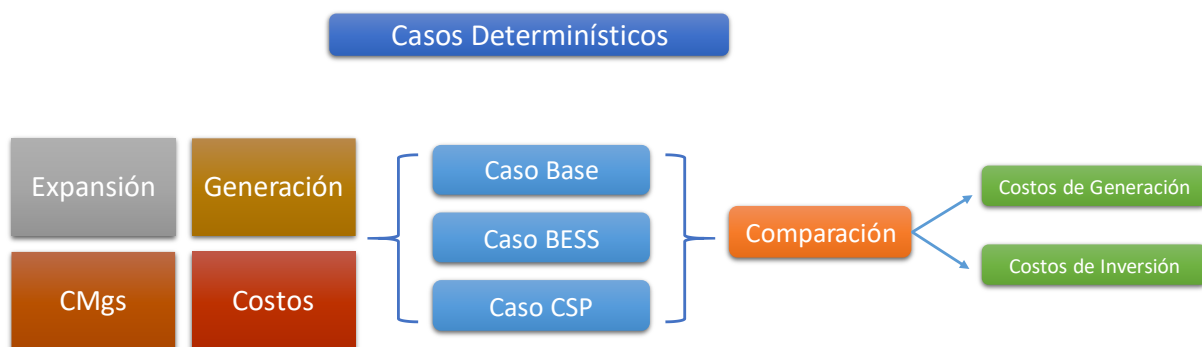 Casos Determinísticos
Expansión
Generación
CMgs
Costos
Caso Base
Caso BESS
Caso CSP
Comparación
Costos de Generación
Costos de Inversión